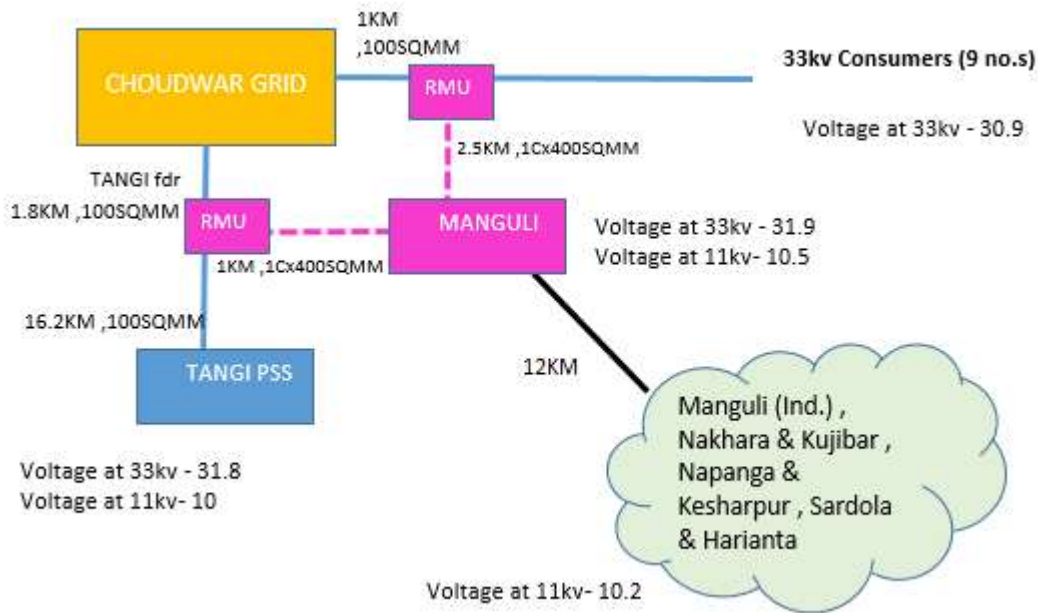 1KM
,100SQMM
33kv Consumers (9 no.s)
CHOUDWAR GRID
RMU
Voltage at 33kv - 30.9
2.5KM ,1Cx400SQMM
TANGI fdr
1.8KM ,100SQMM
RMU
MANGULI
Voltage at 33kv - 31.9
Voltage at 11kv- 10.5
1KM ,1Cx400SQMM
16.2KM ,100SQMM
TANGI PSS
12KM
Manguli (Ind.) ,
Nakhara & Kujibar ,
Napanga &
Kesharpur , Sardola
& Harianta
Voltage at 33kv - 31.8
Voltage at 11kv- 10
Voltage at 11kv- 10.2